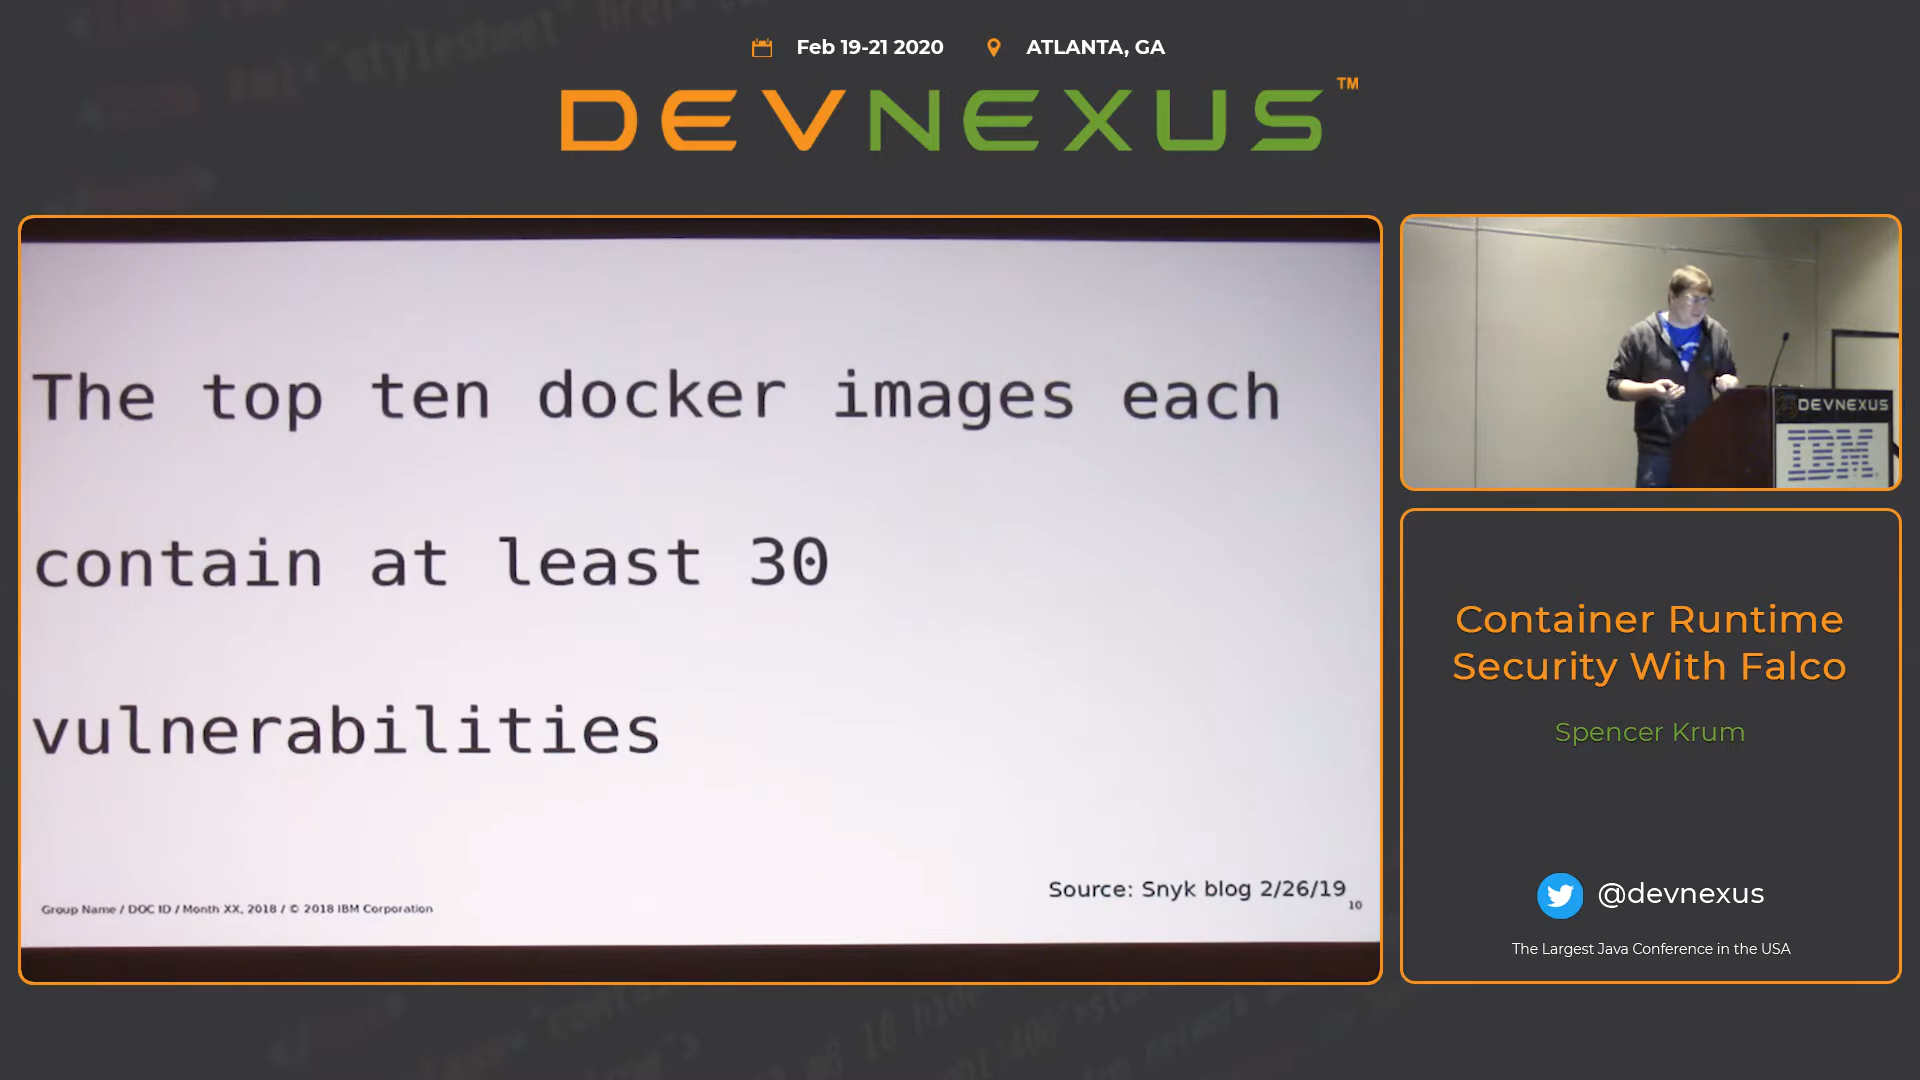 Feb 19-21 2020
ATLANTA, GA
DEVNEXUS™
The top ten docker images each
contain at least 30
vulnerabilities
Source: Snyk blog 2/26/19
10
Group Name / DOC ID / Month XX, 2018 / © 2018 IBM Corporation
DEVNEXUS
IBM
Container Runtime
Security With Falco
Spencer Krum
@devnexus
The Largest Java Conference in the USA